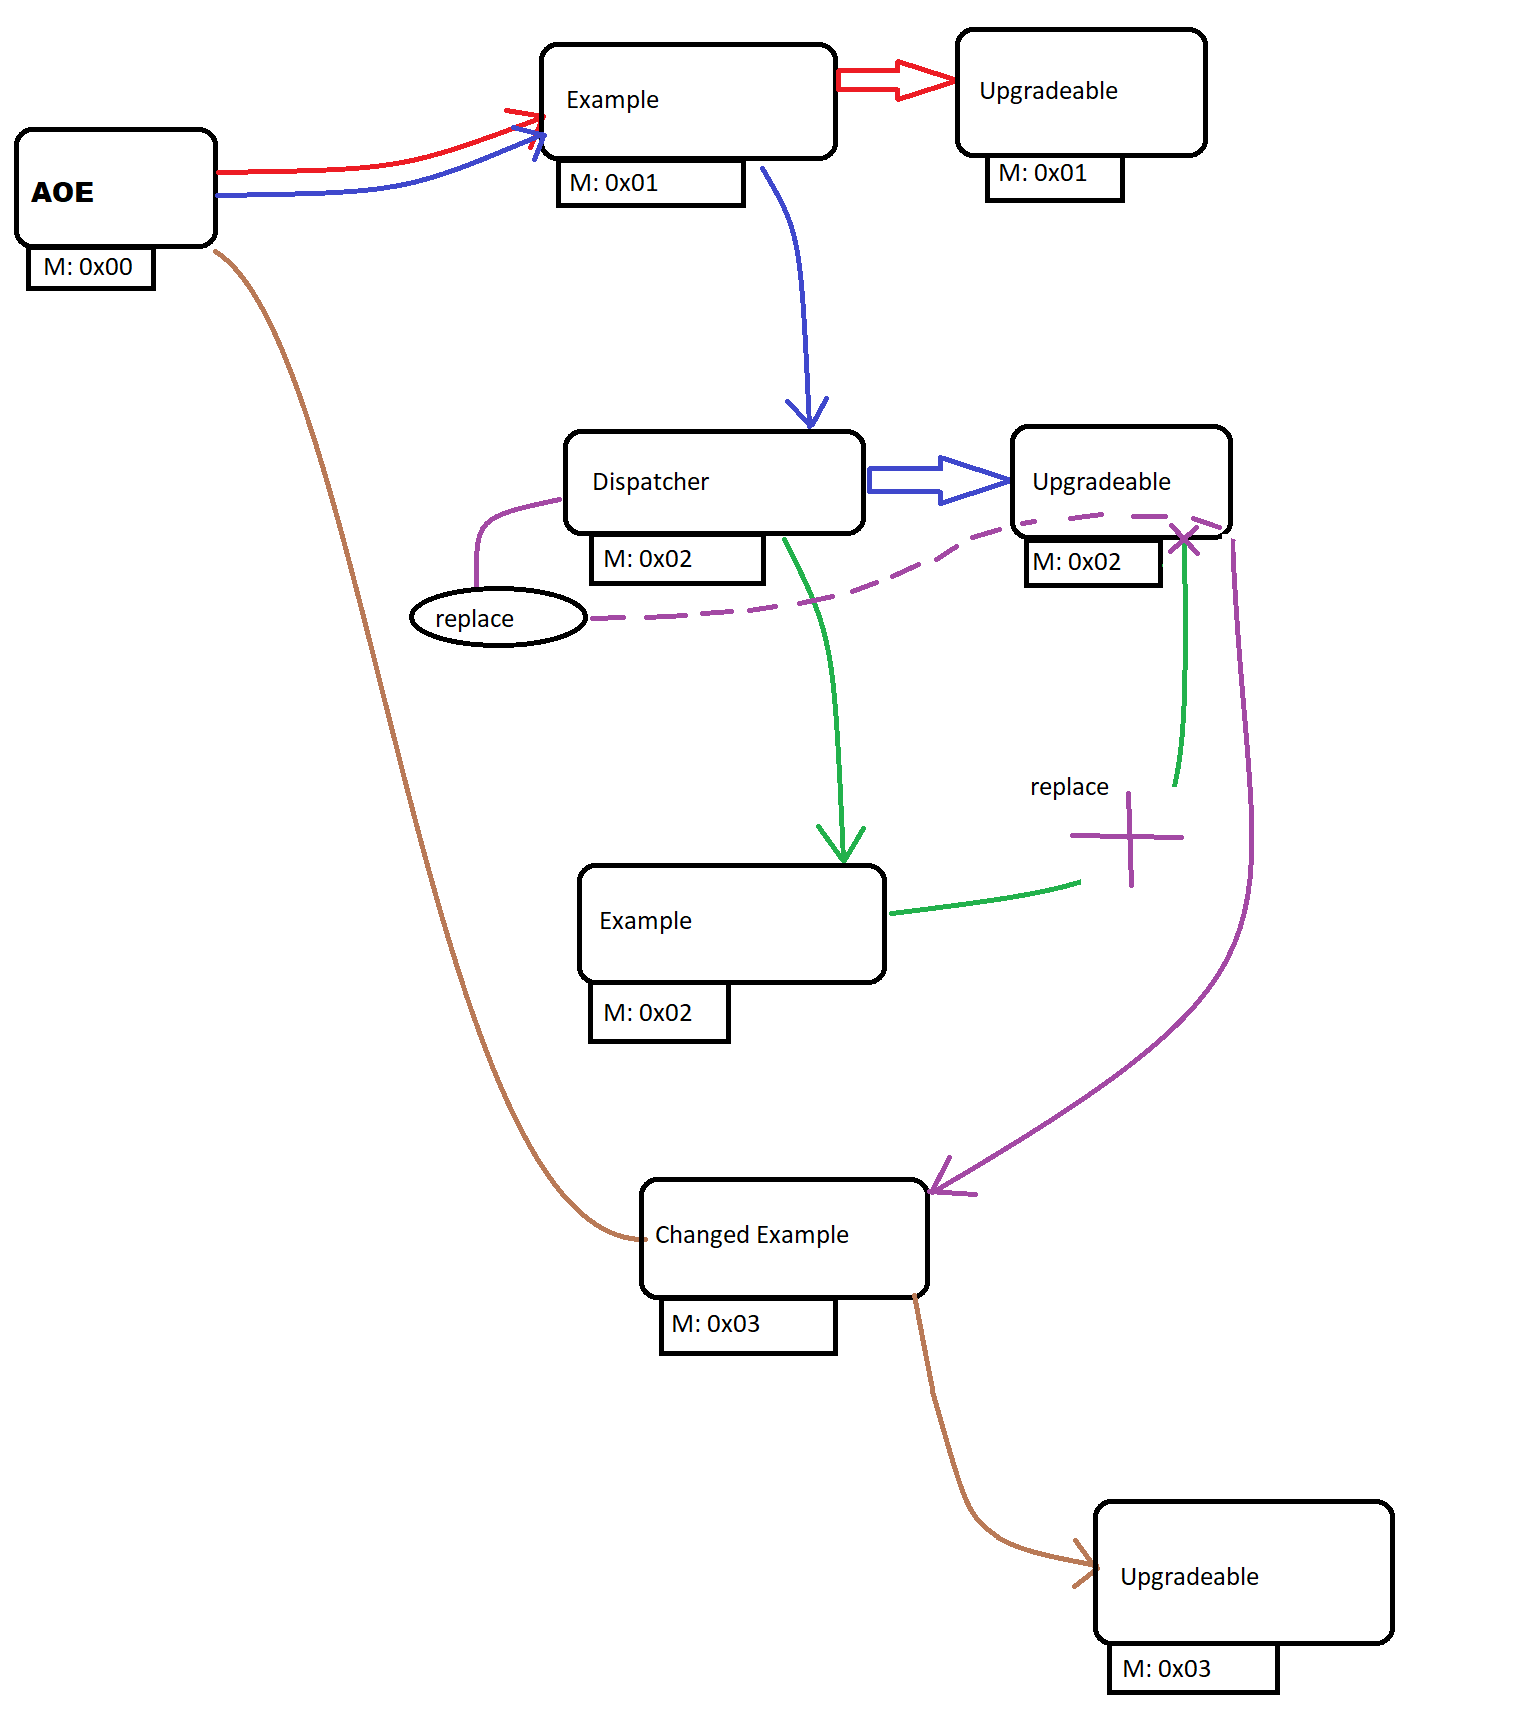 Example
Upgradeable
AOE
M: 0x01
M: 0x01
M: 0x00
Dispatcher
Upgradeable
M: 0x02
M: 0x02
replace
replace
Example
M: 0x02
Changed Example
M: 0x03
Upgradeable
M: 0x03